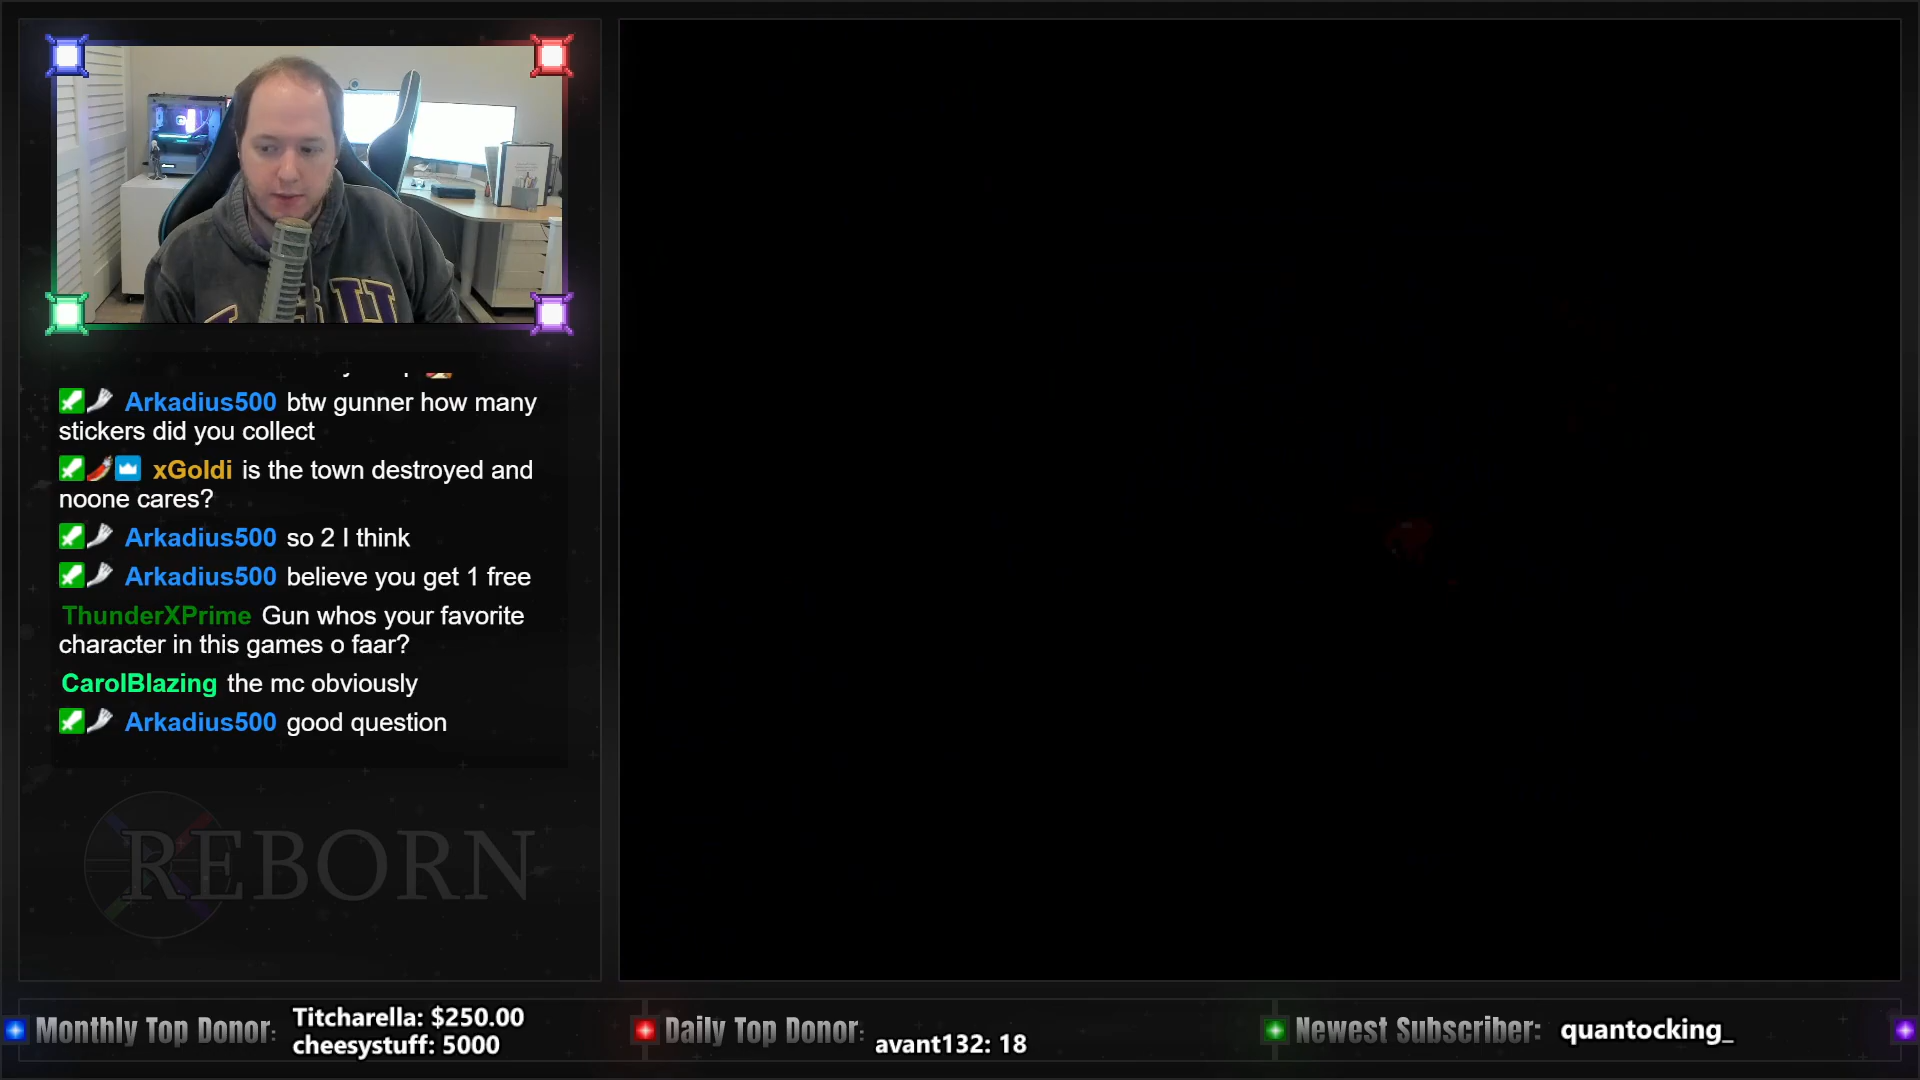 Arkadius500 btw gunner how many
stickers did you collect
xGoldi is the town destroyed and
noone cares?
Arkadius500 so 2 I think
Arkadius500 believe you get 1 free
ThunderXPrime Gun whos your favorite
character in this games o faar?
CarolBlazing the mc obviously
Arkadius500 good question
REBORN
Monthly Top Donor:
Titcharella: $250.00
cheesystuff: 5000
Daily Top Donor:
avant132: 18
Newest Subscriber:
quantocking_